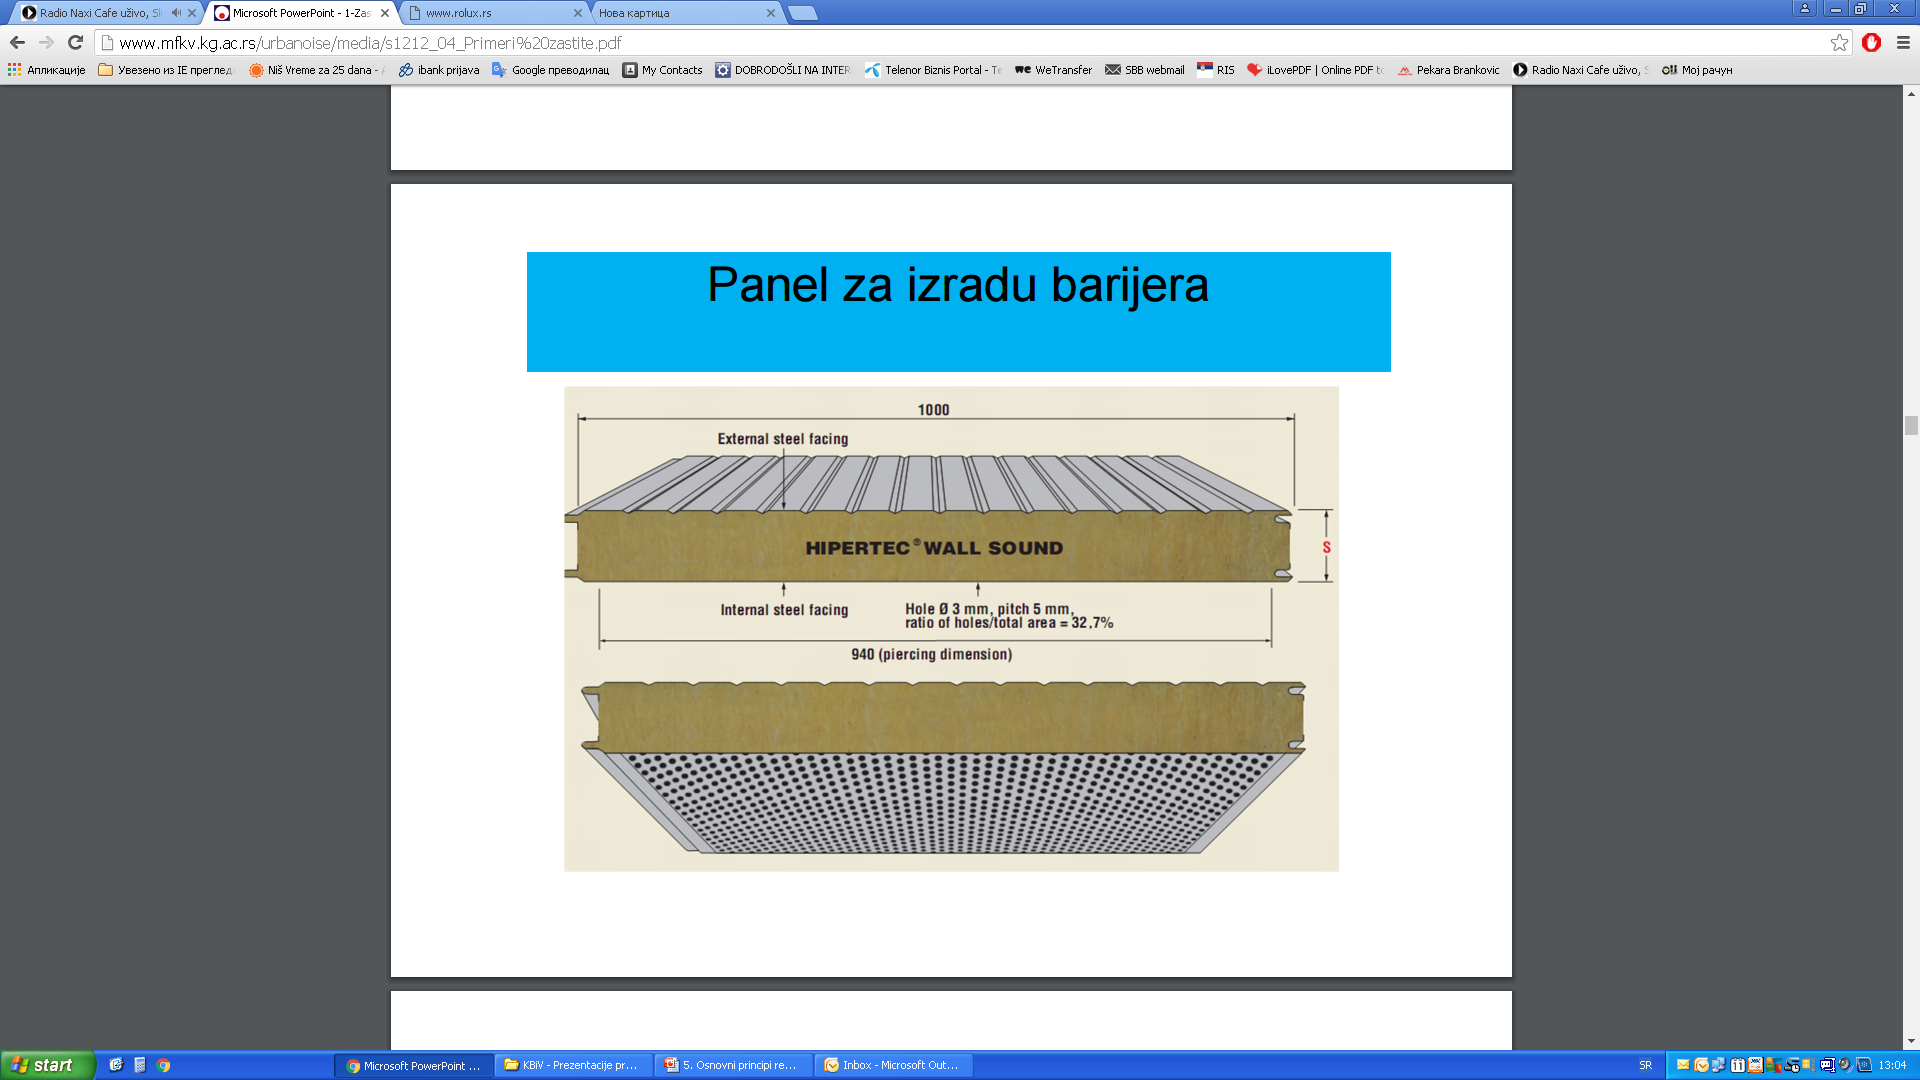 Radio Naxi Cafe uživo, Sl
Microsoft PowerPoint - 1-Zas
www.rolux.rs
Нова картица
www.mfkv.kg.ac.rs/urbanoise/media/s1212_04_Primeri%20zastite.pdf
Апликације
Увезено из IE преглед
Niš Vreme za 25 dana -
ibank prijava
Google преводилац
My Contacts
DOBRODOŠLI NA INTER
Telenor Biznis Portal - Te
WeTransfer
SBB webmail
RIS
iLovePDF | Online PDF to
Pekara Brankovic
Radio Naxi Cafe uživo, S
Мој рачун
Panel za izradu barijera
1000
External steel facing
HIPERTEC® WALL SOUND
S
Internal steel facing
Hole Ø 3 mm, pitch 5 mm,
ratio of holes/total area = 32,7%
940 (piercing dimension)
start
Microsoft PowerPoint ...
KBiV - Prezentacije pr...
5. Osnovni principi re...
Inbox - Microsoft Out...
SR
13:04